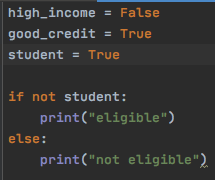 high_income = False
good_credit = True
student = True
if not student:
    print("eligible")
else:
    print("not eligible")